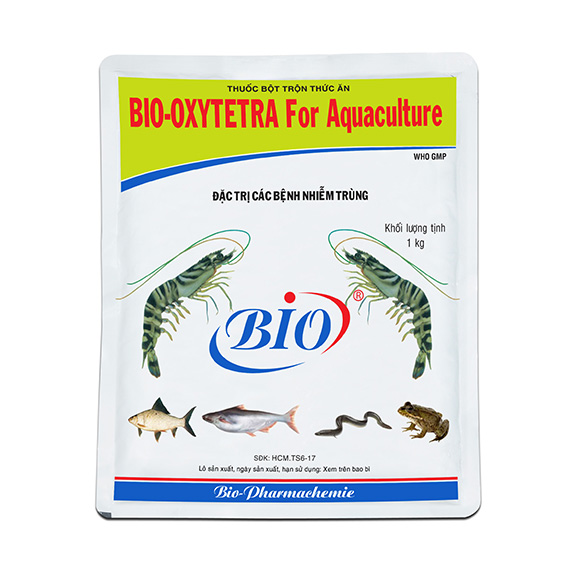 THUỐC BỘT TRỘN THỨC ĂN
BIO-OXYTETRA For Aquaculture
WHO GMP
ĐẶC TRỊ CÁC BỆNH NHIỄM TRÙNG
Khối lượng tịnh
1 kg
BIO®
SĐK: HCM.TS6-17
Lô sản xuất, ngày sản xuất, hạn sử dụng: Xem trên bao bì
Bio-Pharmachemie